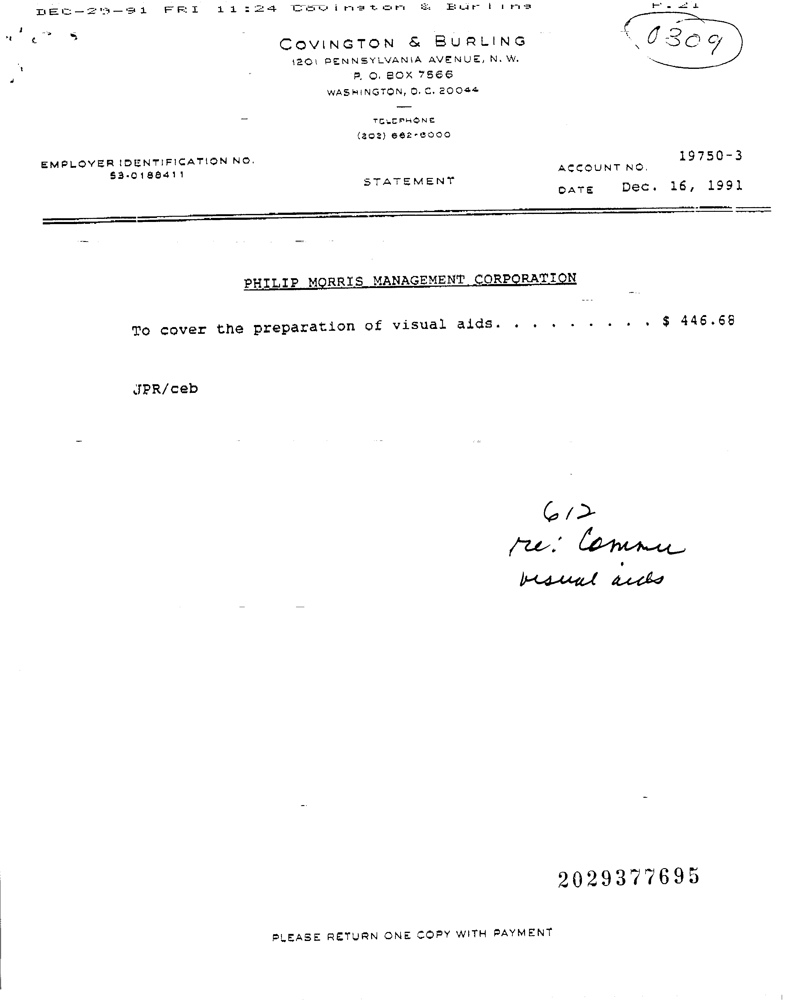 DEC-29-91 FRI 11:24 Covington & Burling P.21
0309
COVINGTON & BURLING
1201 PENNSYLVANIA AVENUE, N. W.
P. O. BOX 7566
WASHINGTON, D. C. 20044
TELEPHONE
(202) 662-6000
EMPLOYER IDENTIFICATION NO.
53-0188411
STATEMENT
ACCOUNT NO. 19750-3
DATE Dec. 16, 1991
PHILIP MORRIS MANAGEMENT CORPORATION
To cover the preparation of visual aids. . . . . . . . . . $ 446.68
JPR/ceb
612
re: Commu
visual aids
2029377695
PLEASE RETURN ONE COPY WITH PAYMENT